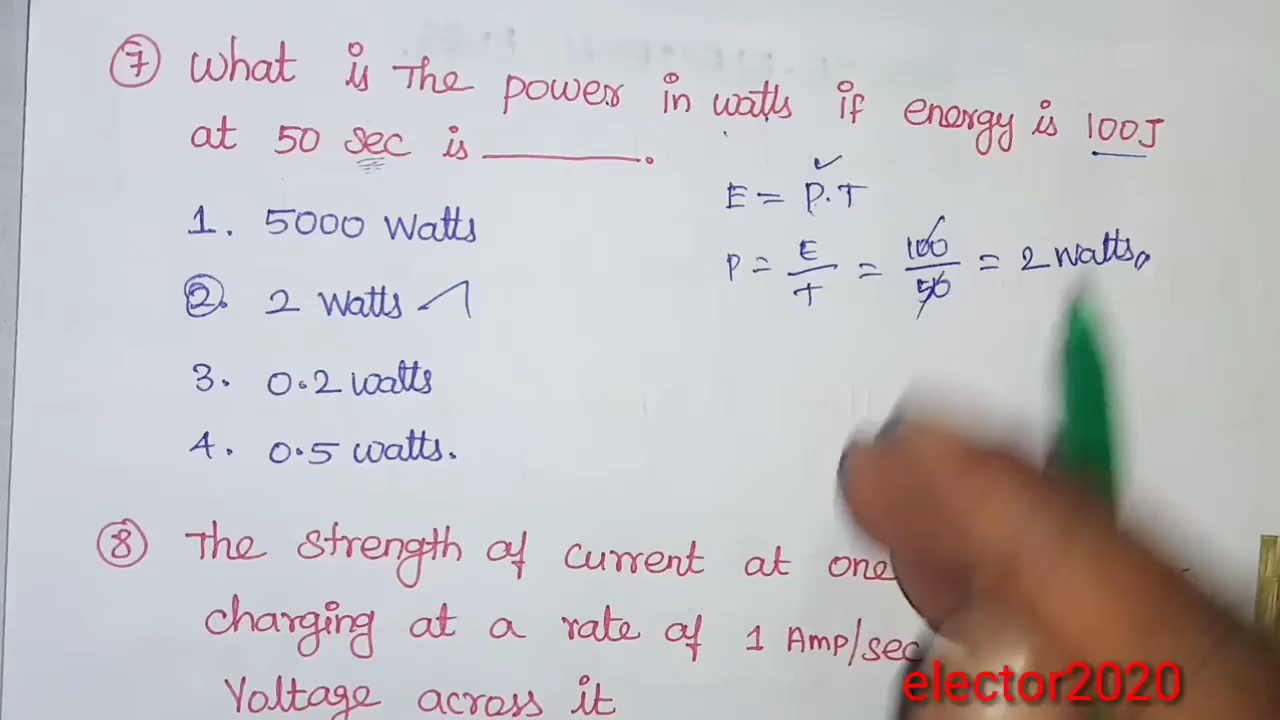 7 What is The power in watts if energy is 100J
at 50 sec is ________.
E = P.T
1. 5000 Watts
P = E/T = 100/50 = 2 watts.
2. 2 Watts
3. 0.2 watts
4. 0.5 watts.
8 The strength of current at one
charging at a rate of 1 Amp/sec
Voltage across it
elector2020